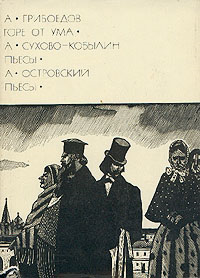 А • ГРИБОЕДОВ
ГОРЕ ОТ УМА •
А • СУХОВО-КОБЫЛИН
ПЬЕСЫ •
А • ОСТРОВСКИЙ
ПЬЕСЫ •